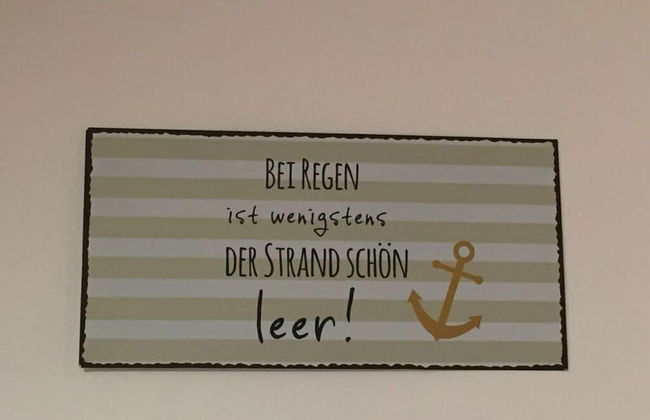 BEI REGEN
ist wenigstens
DER STRAND SCHÖN
leer!